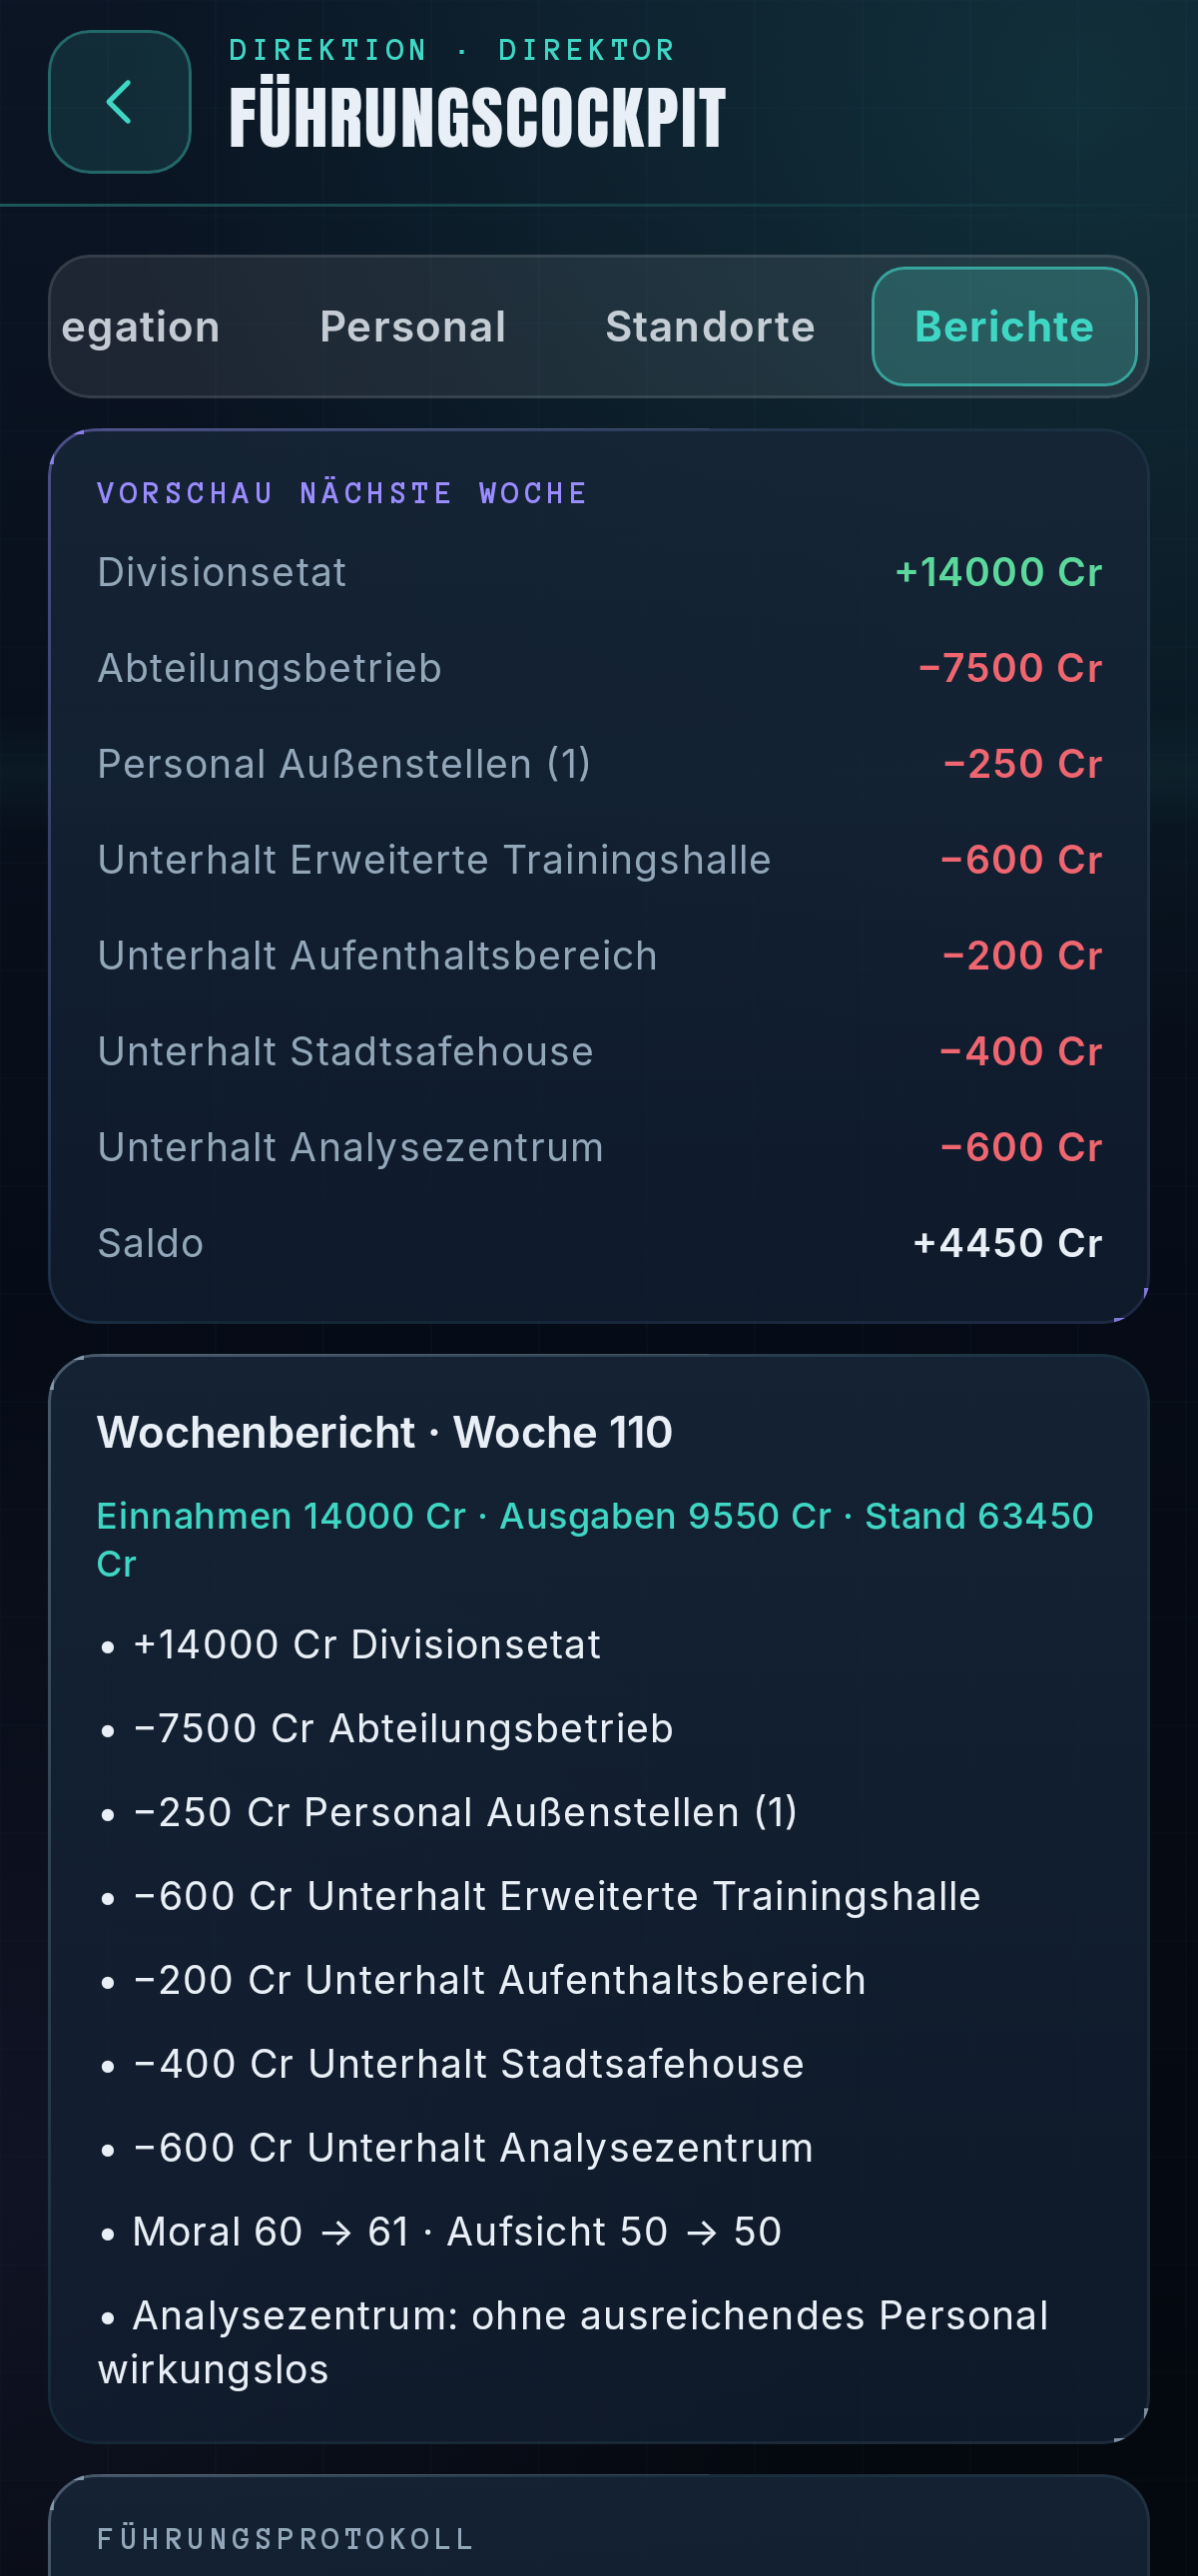 DIREKTION · DIREKTOR
FÜHRUNGSCOCKPIT
egation Personal Standorte Berichte
VORSCHAU NÄCHSTE WOCHE
Divisionsetat +14000 Cr
Abteilungsbetrieb −7500 Cr
Personal Außenstellen (1) −250 Cr
Unterhalt Erweiterte Trainingshalle −600 Cr
Unterhalt Aufenthaltsbereich −200 Cr
Unterhalt Stadtsafehouse −400 Cr
Unterhalt Analysezentrum −600 Cr
Saldo +4450 Cr
Wochenbericht · Woche 110
Einnahmen 14000 Cr · Ausgaben 9550 Cr · Stand 63450
Cr
• +14000 Cr Divisionsetat
• −7500 Cr Abteilungsbetrieb
• −250 Cr Personal Außenstellen (1)
• −600 Cr Unterhalt Erweiterte Trainingshalle
• −200 Cr Unterhalt Aufenthaltsbereich
• −400 Cr Unterhalt Stadtsafehouse
• −600 Cr Unterhalt Analysezentrum
• Moral 60 → 61 · Aufsicht 50 → 50
• Analysezentrum: ohne ausreichendes Personal
wirkungslos
FÜHRUNGSPROTOKOLL